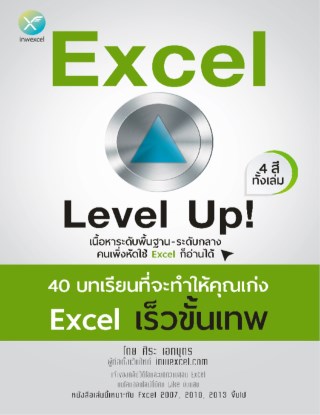 inwexcel
Excel
4 สี
ทั้งเล่ม
Level Up!
เนื้อหาระดับพื้นฐาน-ระดับกลาง
คนเพิ่งหัดใช้ Excel ก็อ่านได้
40 บทเรียนที่จะทำให้คุณเก่ง
Excel เร็วขั้นเทพ
โดย ศิระ เอกบุตร
ผู้ก่อตั้งเว็บไซต์ inwexcel.com
หนังสือเล่มนี้เหมาะกับ Excel 2007, 2010, 2013 ขึ้นไป